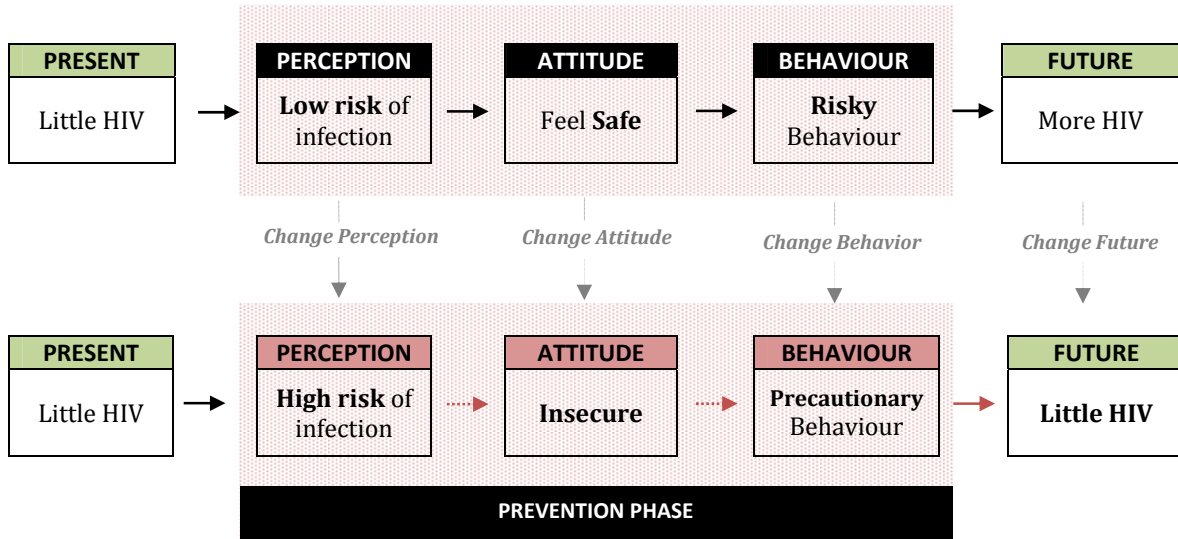 PRESENT
Little HIV
PERCEPTION
Low risk of
infection
ATTITUDE
Feel Safe
BEHAVIOUR
Risky
Behaviour
FUTURE
More HIV
Change Perception
Change Attitude
Change Behavior
Change Future
PRESENT
Little HIV
PERCEPTION
High risk of
infection
ATTITUDE
Insecure
BEHAVIOUR
Precautionary
Behaviour
FUTURE
Little HIV
PREVENTION PHASE